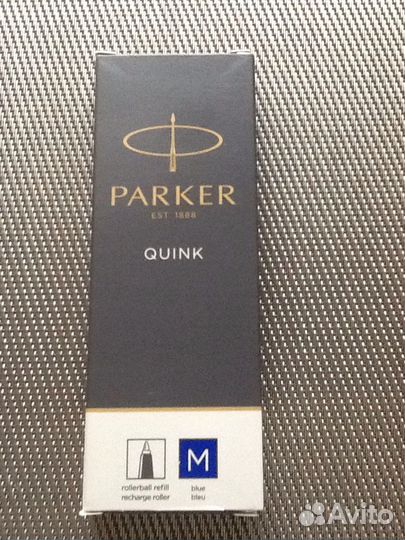 PARKER
EST. 1888
QUINK
rollerball refill
recharge roller
M
blue
bleu
Avito